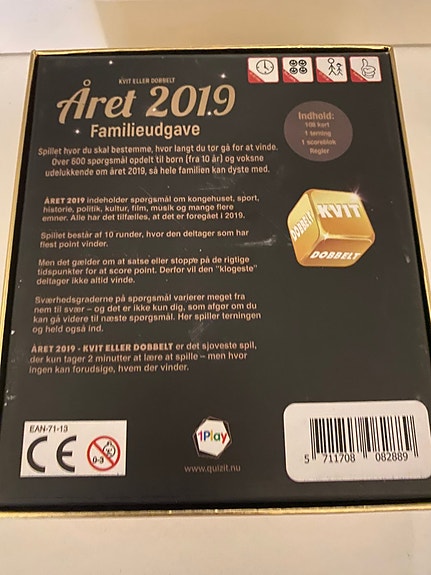 KVIT ELLER DOBBELT
Året 2019
Familieudgave
Spillet hvor du skal bestemme, hvor langt du tør gå for at vinde.
Over 600 spørgsmål opdelt til børn (fra 10 år) og voksne
udelukkende om året 2019, så hele familien kan dyste med.
Indhold:
108 kort
1 terning
1 scoreblok
Regler
ÅRET 2019 indeholder spørgsmål om kongehuset, sport,
historie, politik, kultur, film, musik og mange flere
emner. Alle har det tilfælles, at det er foregået i 2019.
Spillet består af 10 runder, hvor den deltager som har
flest point vinder.
KVIT
DOBBELT
DOBBELT
Men det gælder om at satse eller stoppe på de rigtige
tidspunkter for at score point. Derfor vil den "klogeste"
deltager ikke altid vinde.
Sværhedsgraderne på spørgsmål varierer meget fra
nem til svær – og det er ikke kun dig, som afgør om du
kan gå videre til næste spørgsmål. Her spiller terningen
og held også ind.
ÅRET 2019 - KVIT ELLER DOBBELT er det sjoveste spil,
der kun tager 2 minutter at lære at spille – men hvor
ingen kan forudsige, hvem der vinder.
EAN-71-13
CE
0-3
1Play
www.quizit.nu
5 711708 082889